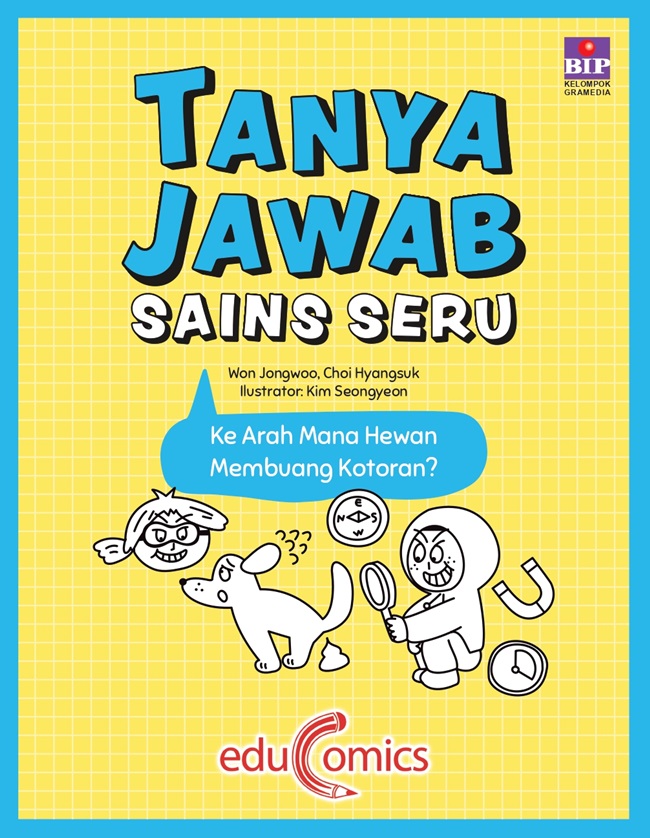 BIP
KELOMPOK
GRAMEDIA
TANYA
JAWAB
SAINS SERU
Won Jongwoo, Choi Hyangsuk
Ilustrator: Kim Seongyeon
Ke Arah Mana Hewan
Membuang Kotoran?
E
N S
W
educomics